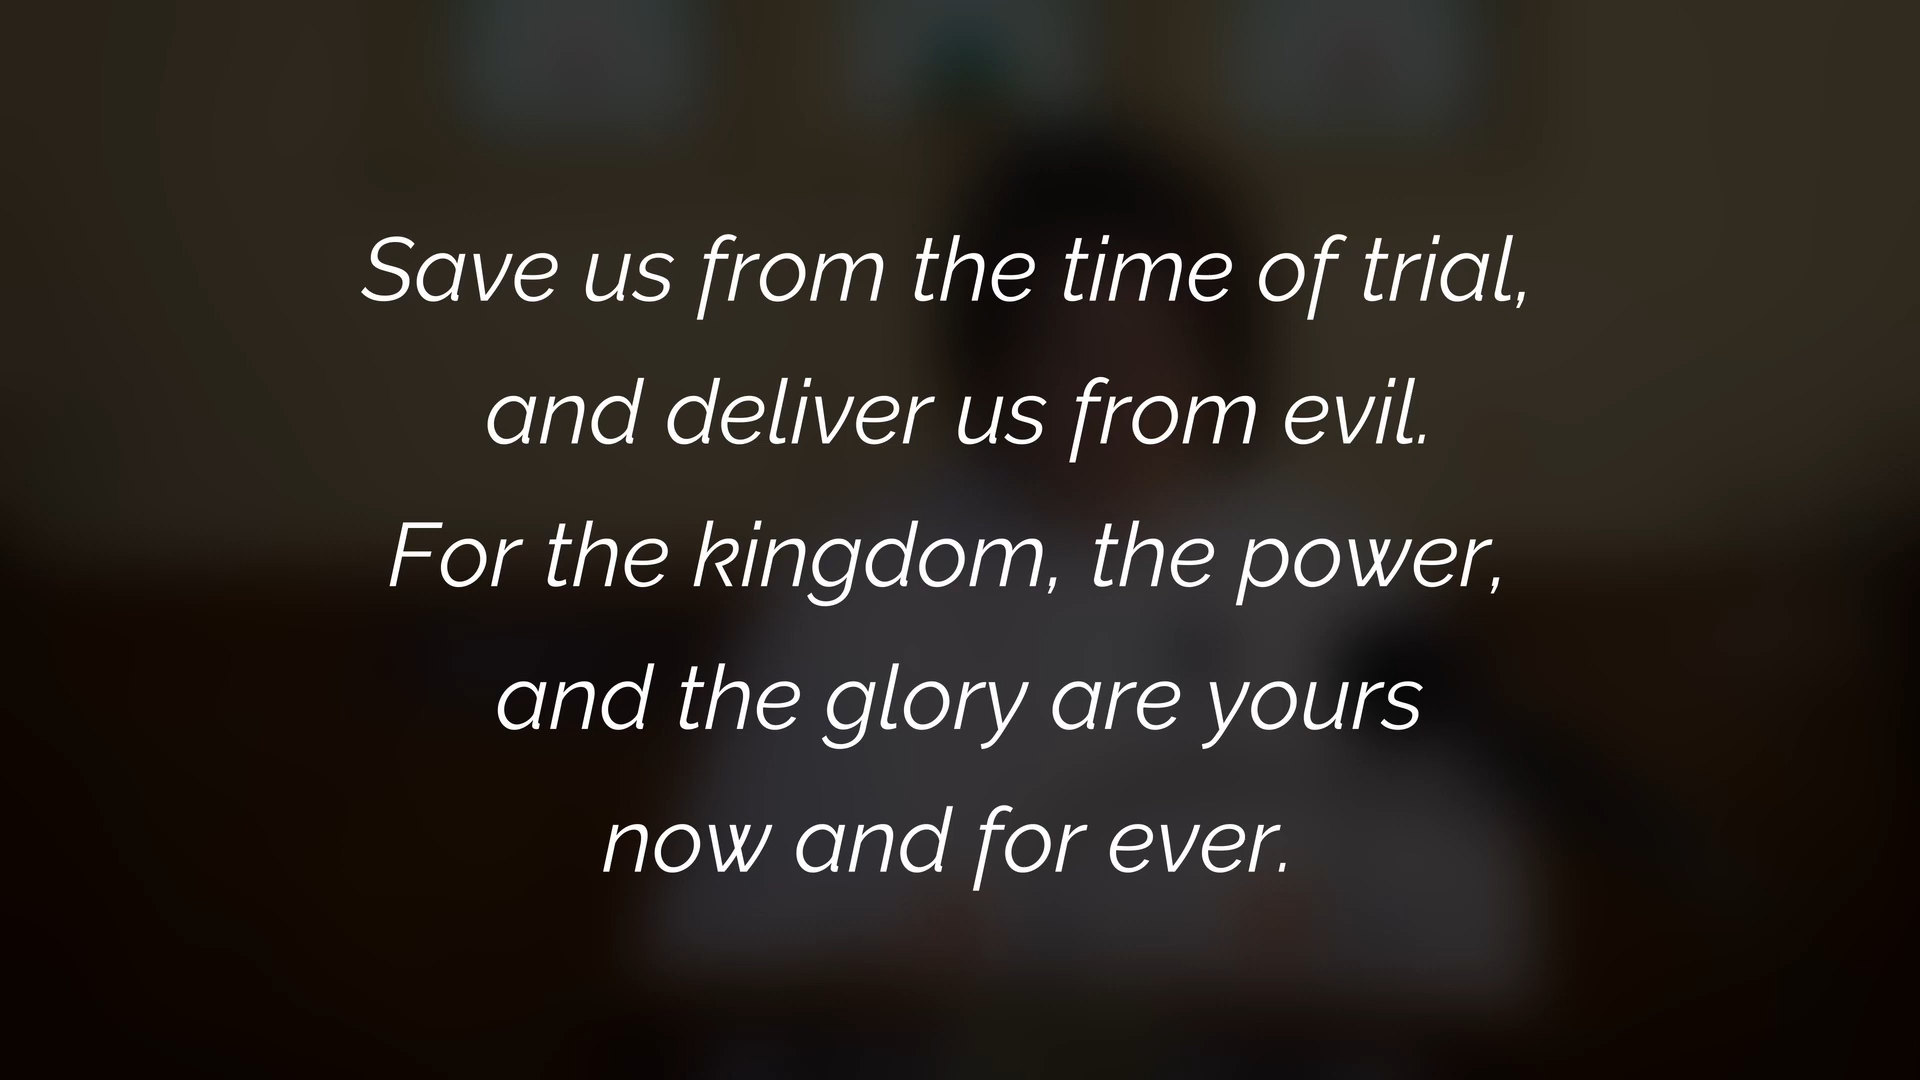 Save us from the time of trial,
and deliver us from evil.
For the kingdom, the power,
and the glory are yours
now and for ever.